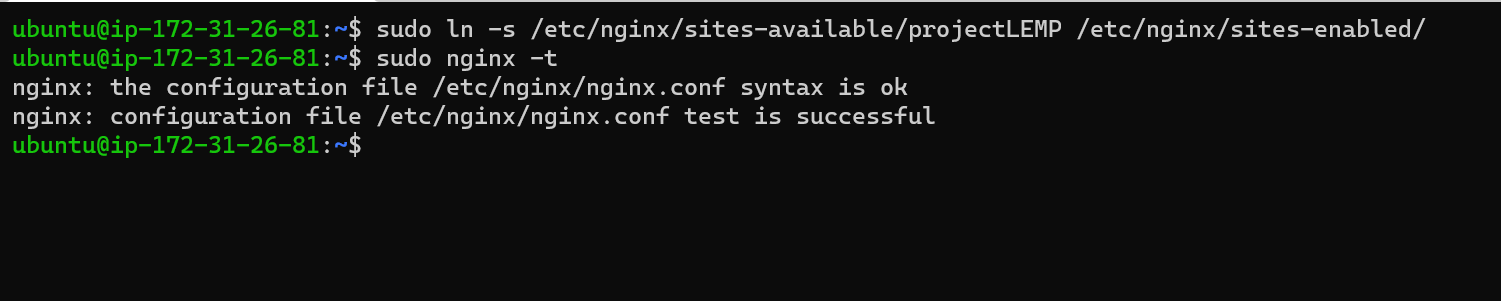 ubuntu@ip-172-31-26-81:~$ sudo ln -s /etc/nginx/sites-available/projectLEMP /etc/nginx/sites-enabled/
ubuntu@ip-172-31-26-81:~$ sudo nginx -t
nginx: the configuration file /etc/nginx/nginx.conf syntax is ok
nginx: configuration file /etc/nginx/nginx.conf test is successful
ubuntu@ip-172-31-26-81:~$